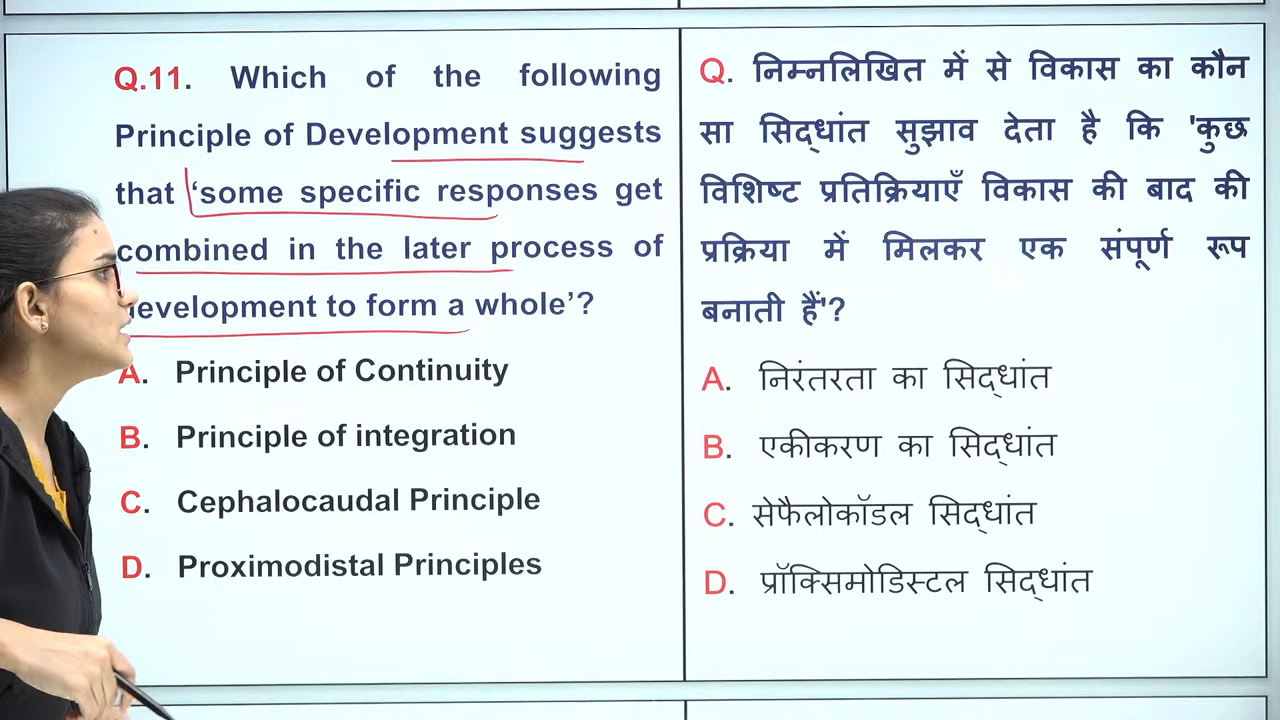 Q.11. Which of the following
Principle of Development suggests
that ‘some specific responses get
combined in the later process of
development to form a whole’?
A. Principle of Continuity
B. Principle of integration
C. Cephalocaudal Principle
D. Proximodistal Principles
Q. निम्नलिखित में से विकास का कौन
सा सिद्धांत सुझाव देता है कि 'कुछ
विशिष्ट प्रतिक्रियाएँ विकास की बाद की
प्रक्रिया में मिलकर एक संपूर्ण रूप
बनाती हैं'?
A. निरंतरता का सिद्धांत
B. एकीकरण का सिद्धांत
C. सेफैलोकॉडल सिद्धांत
D. प्रॉक्सिमोडिस्टल सिद्धांत